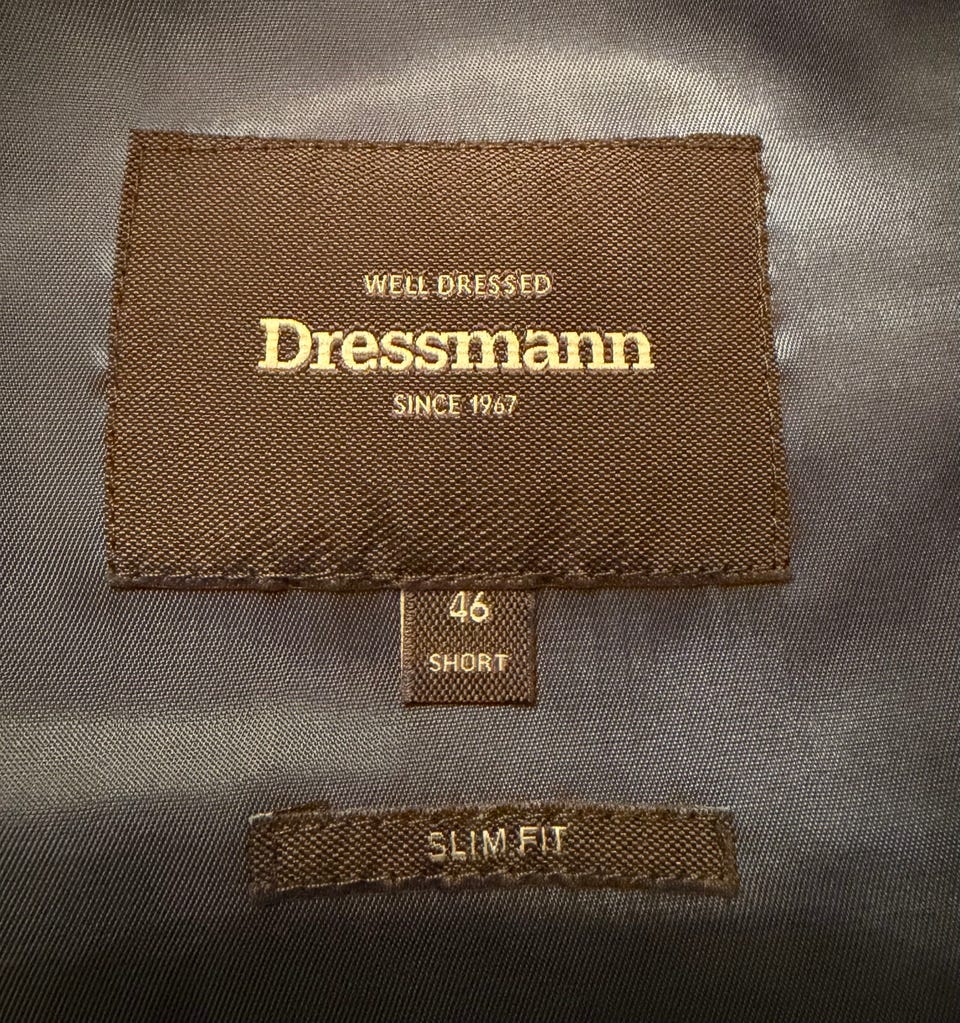 WELL DRESSED
Dressmann
SINCE 1967
46
SHORT
SLIM FIT